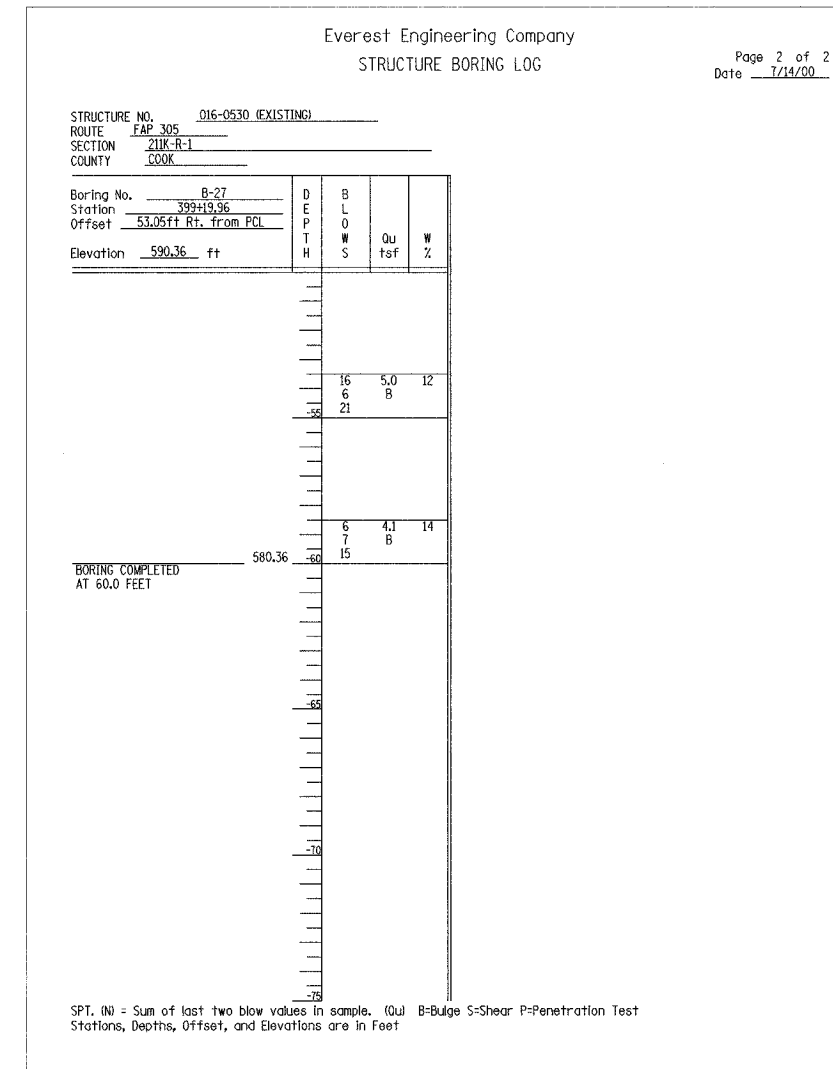 Everest Engineering Company
STRUCTURE BORING LOG
Page 2 of 2
Date 7/14/00
STRUCTURE NO. 016-0530 (EXISTING)
ROUTE FAP 305
SECTION 211K-R-1
COUNTY COOK
Boring No. B-27
Station 399+19.96
Offset 53.05ft Rt. from PCL
Elevation 590.36 ft
DEPTH
BLOWS
Qu tsf
W %
16 5.0 12
6 B
-55 21
6 4.1 14
7 B
580.36 -60 15
BORING COMPLETED
AT 60.0 FEET
-65
-70
-75
SPT. (N) = Sum of last two blow values in sample. (Qu) B=Bulge S=Shear P=Penetration Test
Stations, Depths, Offset, and Elevations are in Feet